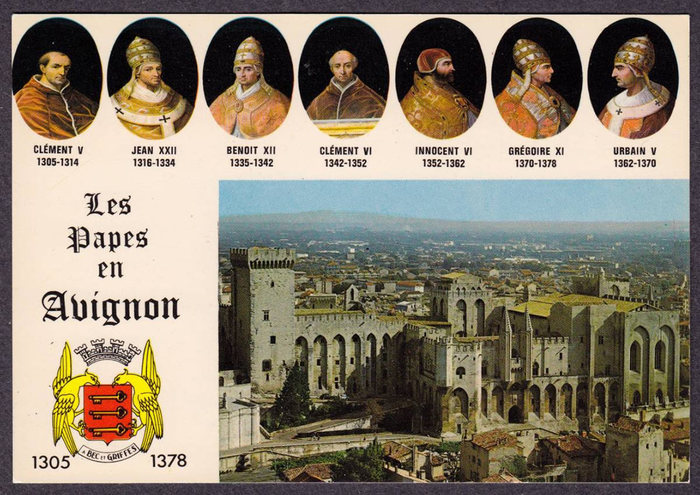 CLÉMENT V
1305-1314
JEAN XXII
1316-1334
BENOIT XII
1335-1342
CLÉMENT VI
1342-1352
INNOCENT VI
1352-1362
GRÉGOIRE XI
1370-1378
URBAIN V
1362-1370
Les
Papes
en
Avignon
A BEC ET GRIFFES
1305 1378